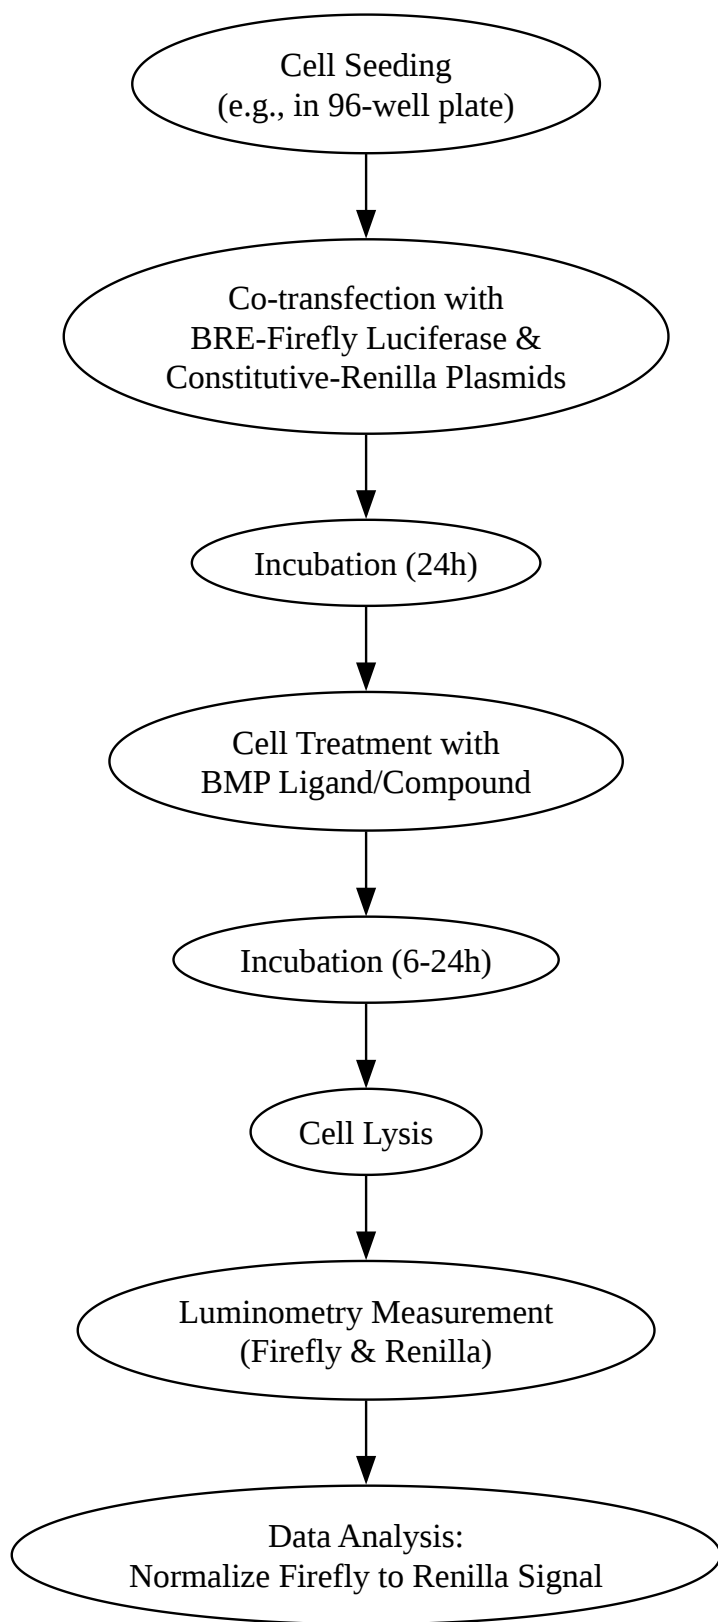 Cell Seeding
(e.g., in 96-well plate)
Co-transfection with
BRE-Firefly Luciferase &
Constitutive-Renilla Plasmids
Incubation (24h)
Cell Treatment with
BMP Ligand/Compound
Incubation (6-24h)
Cell Lysis
Luminometry Measurement
(Firefly & Renilla)
Data Analysis:
Normalize Firefly to Renilla Signal